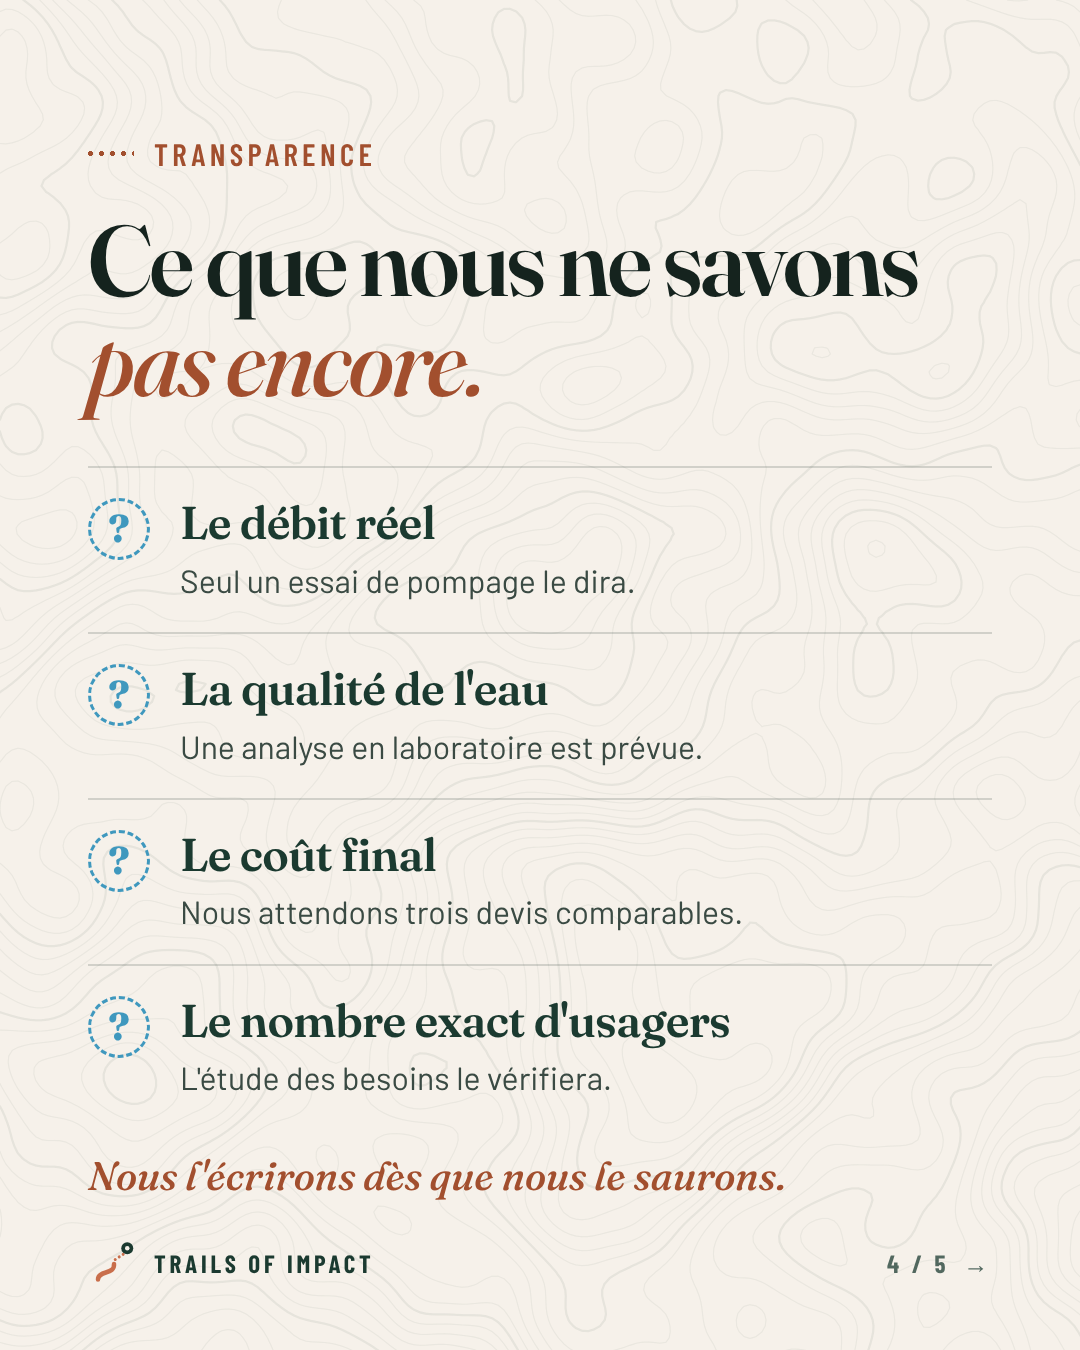 TRANSPARENCE
Ce que nous ne savons
pas encore.
?
Le débit réel
Seul un essai de pompage le dira.
?
La qualité de l'eau
Une analyse en laboratoire est prévue.
?
Le coût final
Nous attendons trois devis comparables.
?
Le nombre exact d'usagers
L'étude des besoins le vérifiera.
Nous l'écrirons dès que nous le saurons.
TRAILS OF IMPACT
4 / 5 →